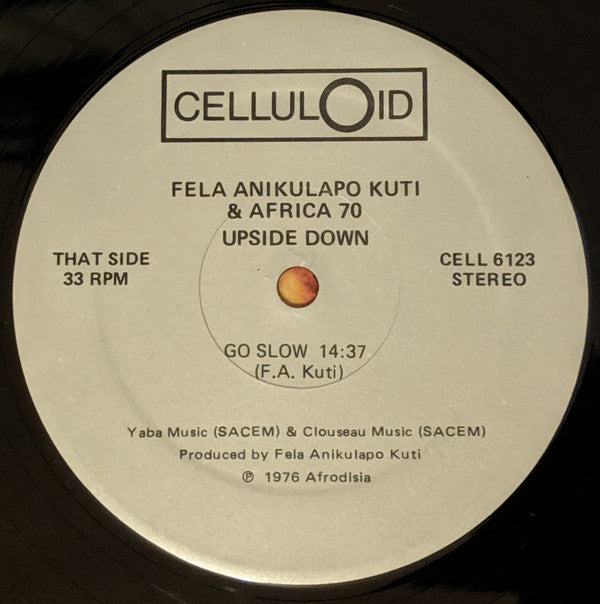 CELLULOID
FELA ANIKULAPO KUTI
& AFRICA 70
UPSIDE DOWN
THAT SIDE
33 RPM
CELL 6123
STEREO
GO SLOW 14:37
(F.A. Kuti)
Yaba Music (SACEM) & Clouseau Music (SACEM)
Produced by Fela Anikulapo Kuti
℗ 1976 Afrodisia